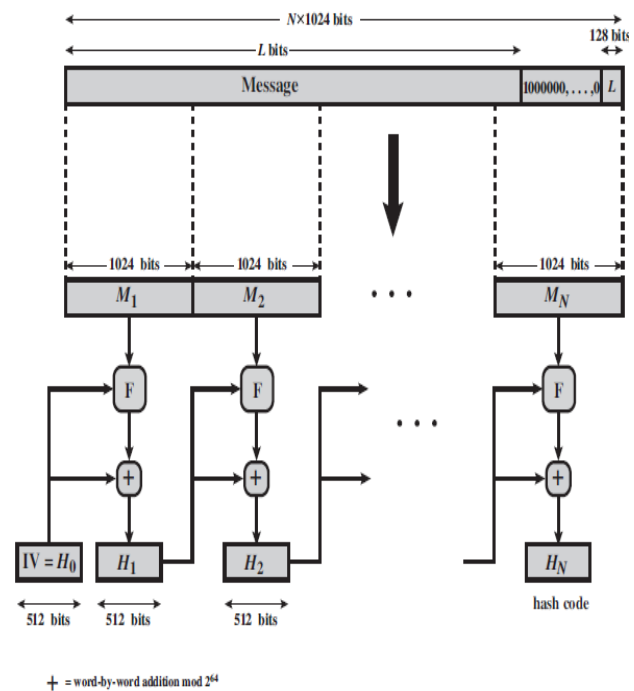 N×1024 bits
L bits
128 bits
Message
1000000, . . . ,0
L
1024 bits
1024 bits
1024 bits
M1
M2
• • •
MN
F
F
F
• • •
+
+
+
IV = H0
H1
H2
HN
512 bits
512 bits
512 bits
hash code
+ = word-by-word addition mod 2^64